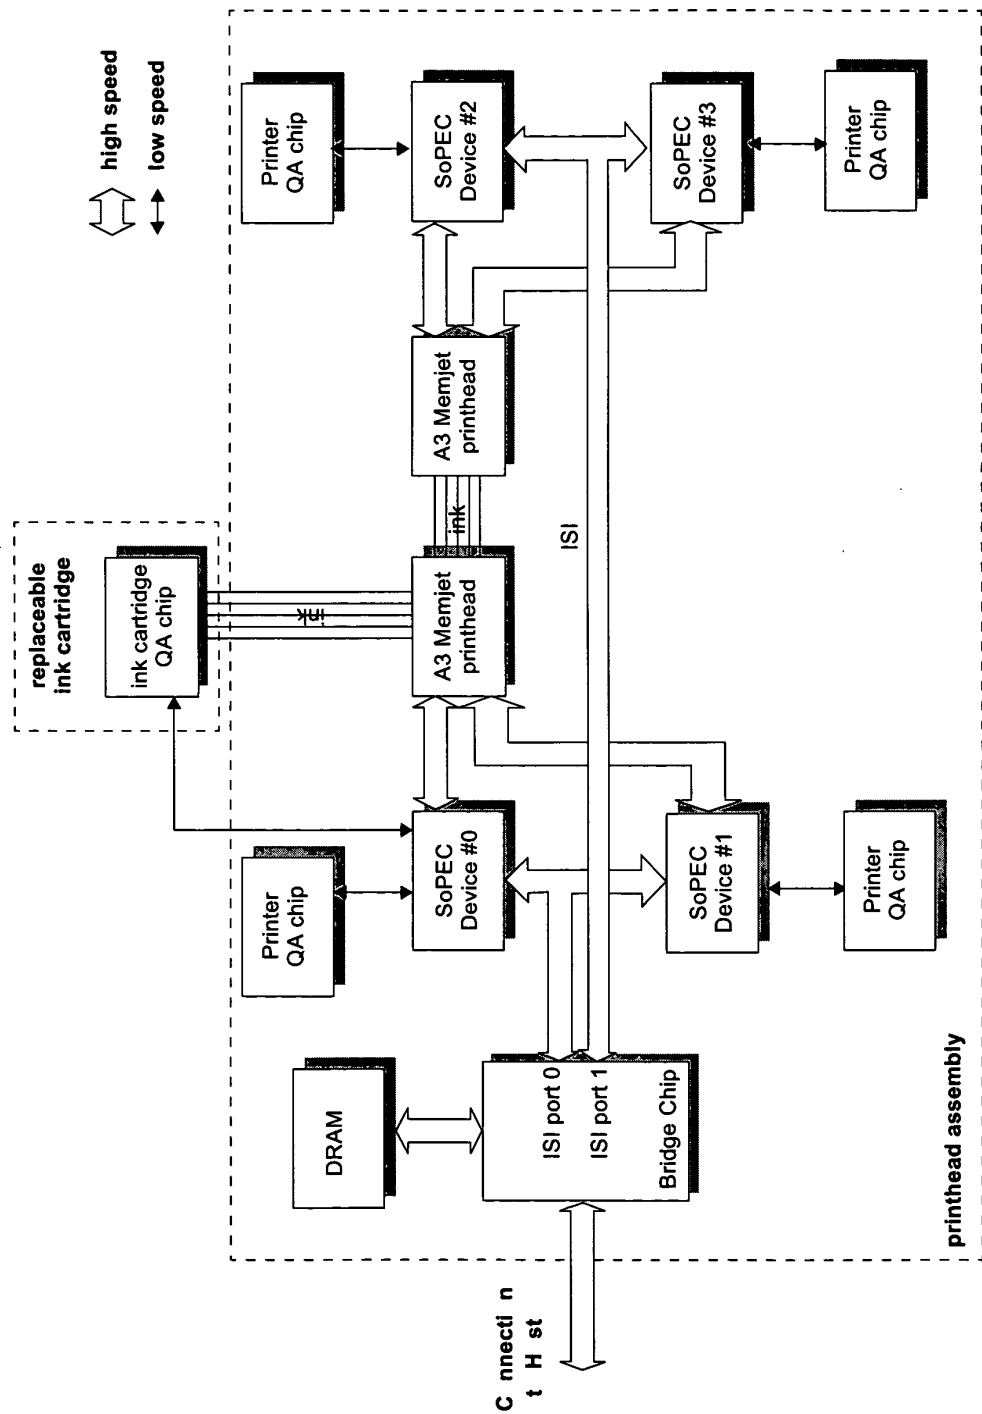 replaceable
ink cartridge
high speed
low speed
ink cartridge
QA chip
Printer
QA chip
Printer
QA chip
ink
DRAM
SoPEC
Device #0
A3 Memjet
printhead
ink
A3 Memjet
printhead
SoPEC
Device #2
C nnecti n
t H st
ISI port 0
ISI port 1
Bridge Chip
ISI
SoPEC
Device #1
SoPEC
Device #3
Printer
QA chip
Printer
QA chip
printhead assembly